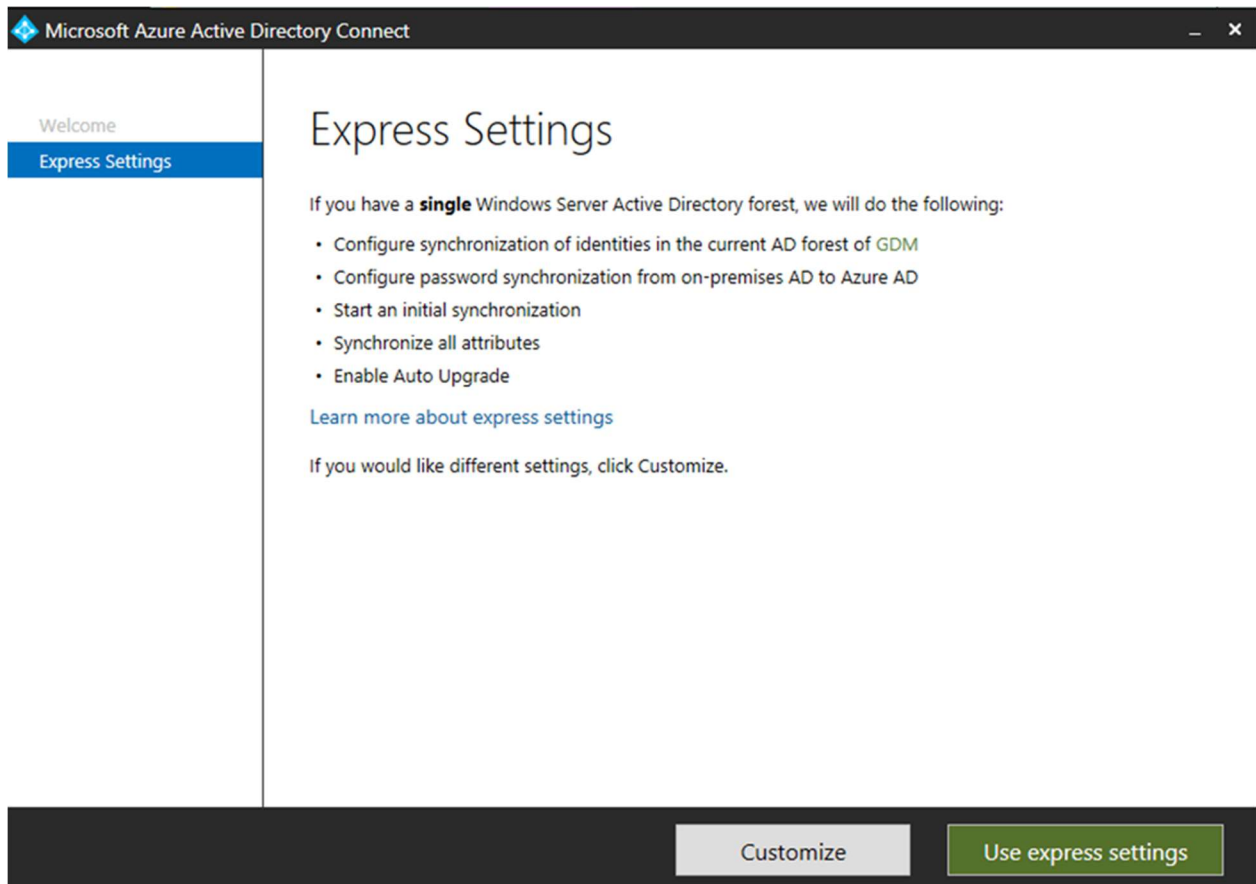 Microsoft Azure Active Directory Connect
Welcome
Express Settings
Express Settings
If you have a single Windows Server Active Directory forest, we will do the following:
• Configure synchronization of identities in the current AD forest of GDM
• Configure password synchronization from on-premises AD to Azure AD
• Start an initial synchronization
• Synchronize all attributes
• Enable Auto Upgrade
Learn more about express settings
If you would like different settings, click Customize.
Customize
Use express settings